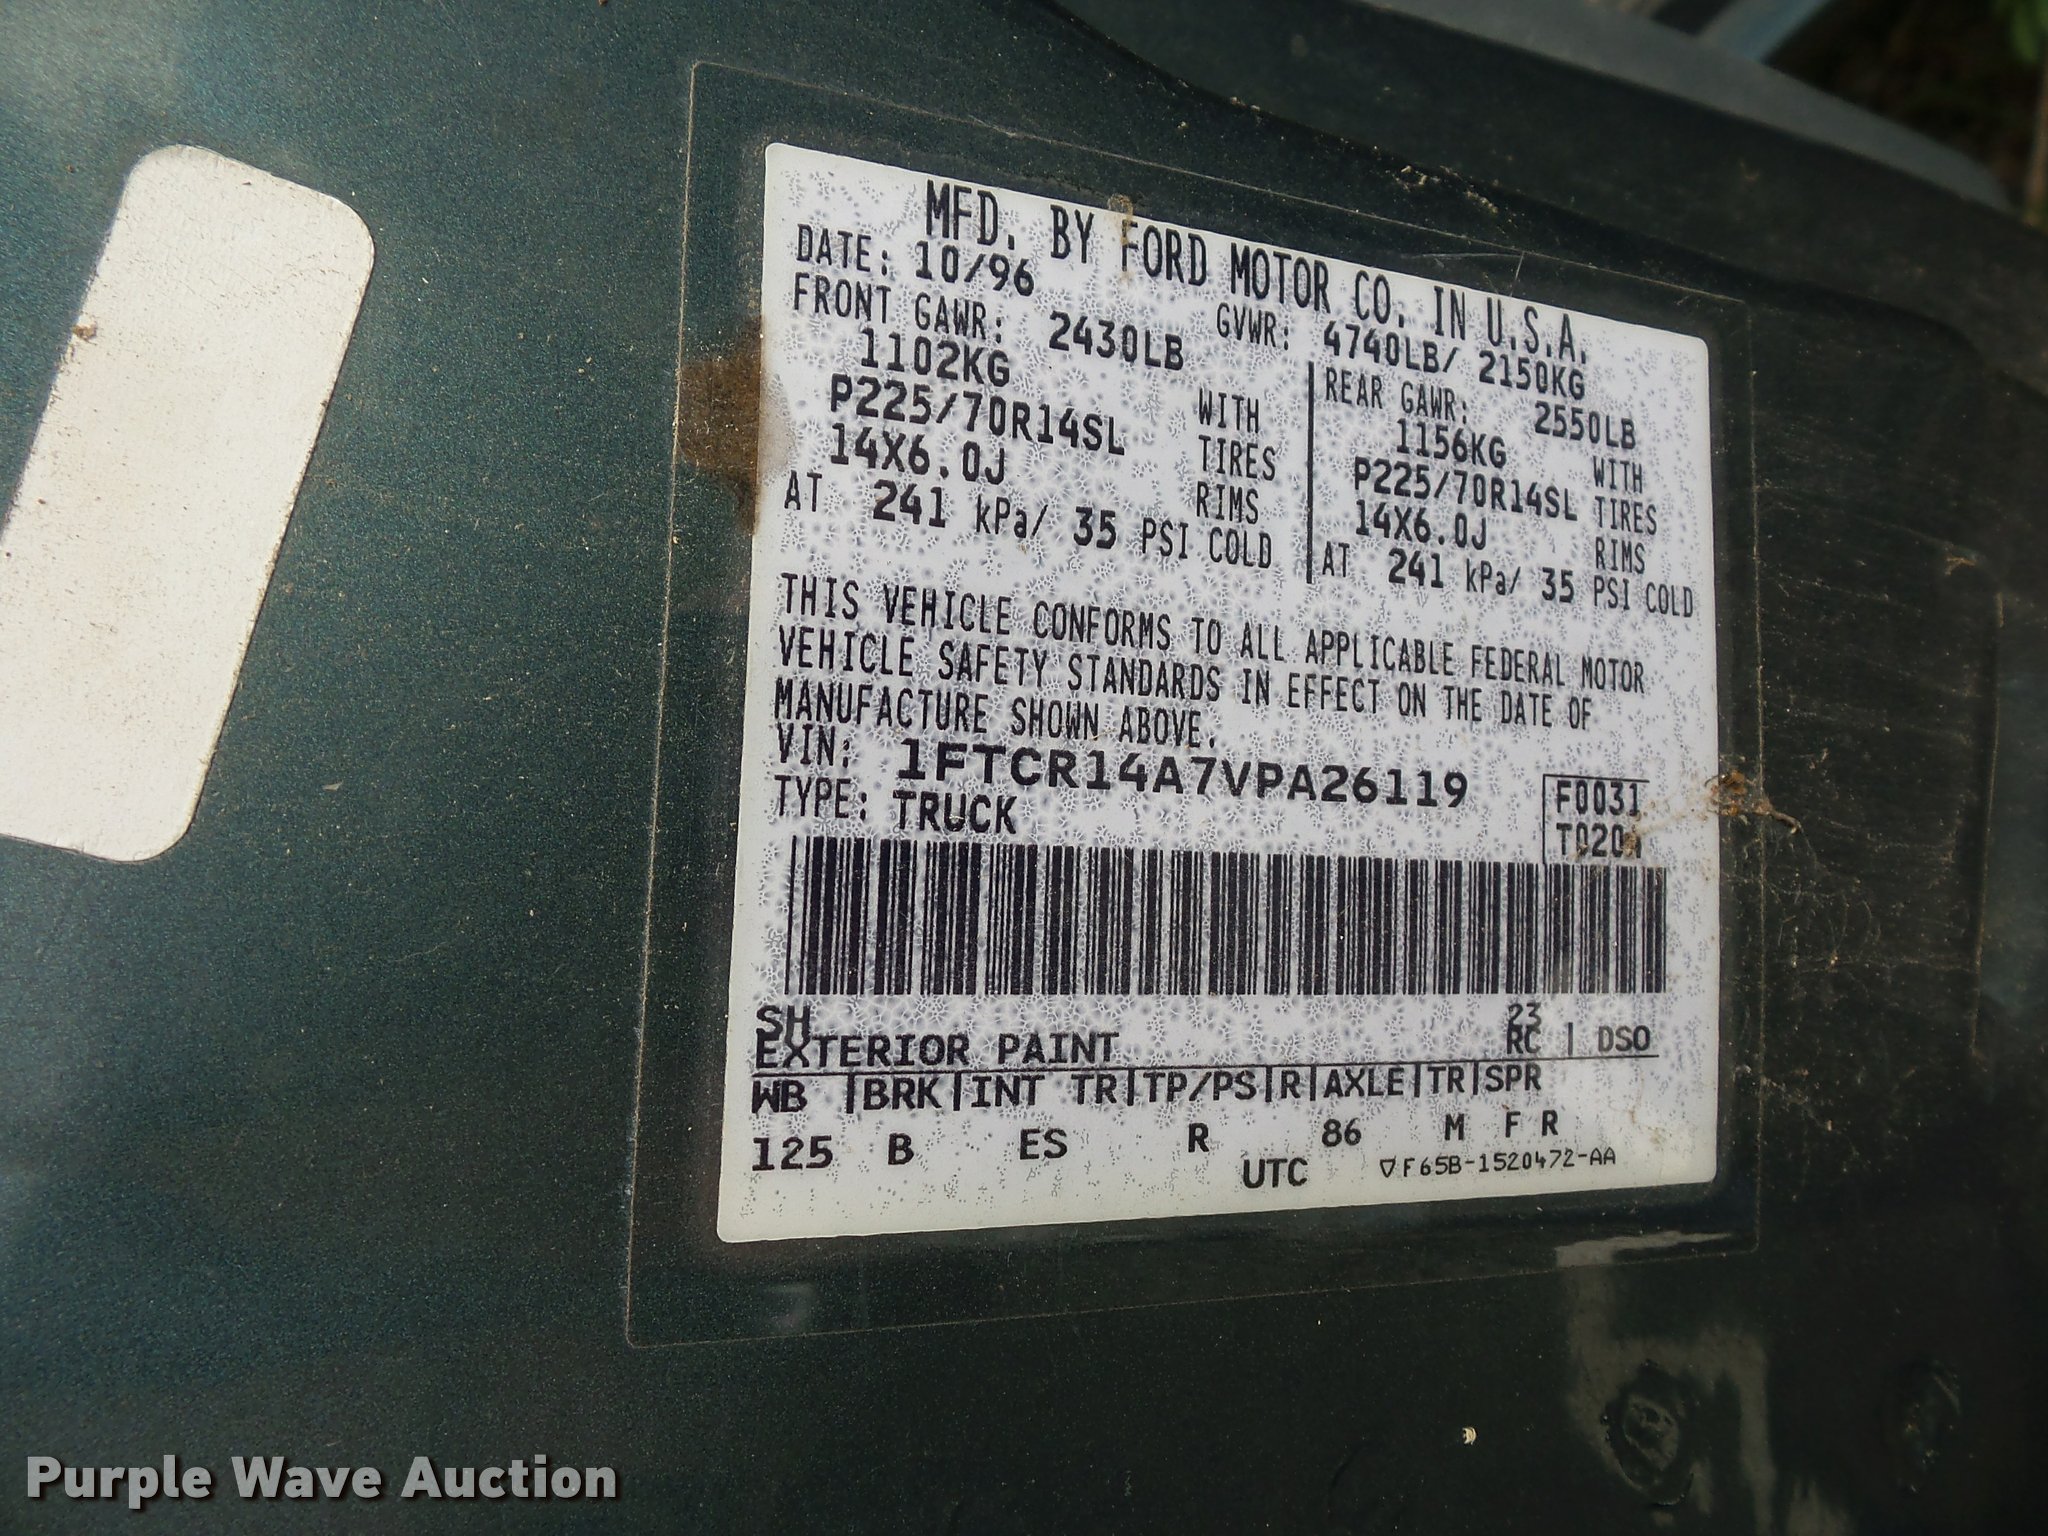 MFD. BY FORD MOTOR CO. IN U.S.A.
DATE: 10/96 GVWR: 4740LB/ 2150KG
FRONT GAWR: 2430LB REAR GAWR: 2550LB
1102KG WITH 1156KG WITH
P225/70R14SL TIRES P225/70R14SL TIRES
14X6.0J RIMS 14X6.0J RIMS
AT 241 kPa/ 35 PSI COLD AT 241 kPa/ 35 PSI COLD
THIS VEHICLE CONFORMS TO ALL APPLICABLE FEDERAL MOTOR
VEHICLE SAFETY STANDARDS IN EFFECT ON THE DATE OF
MANUFACTURE SHOWN ABOVE.
VIN: 1FTCR14A7VPA26119
TYPE: TRUCK
F0031
SH 23
EXTERIOR PAINT RC | DSO
WB |BRK|INT TR|TP/PS|R|AXLE|TR|SPR
125 B ES R 86 M F R
UTC ▽F65B-1520472-AA
Purple Wave Auction